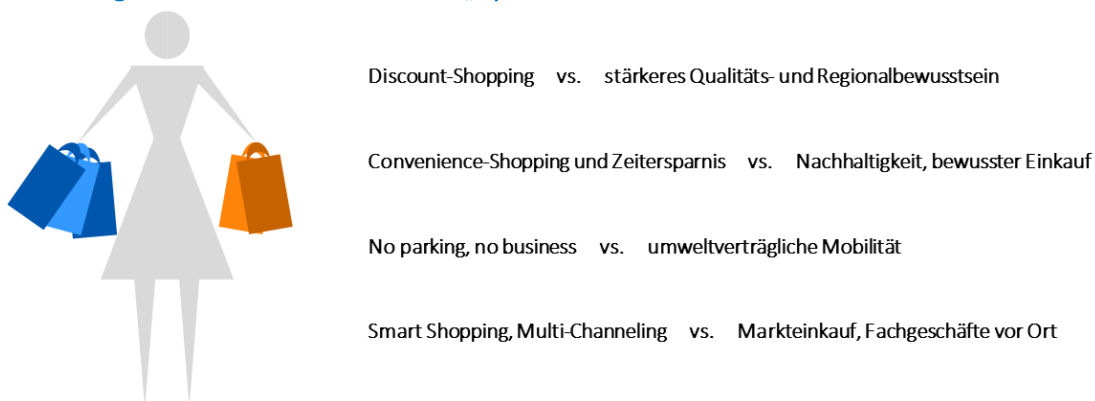 Discount-Shopping vs. stärkeres Qualitäts- und Regionalbewusstsein
Convenience-Shopping und Zeitersparnis vs. Nachhaltigkeit, bewusster Einkauf
No parking, no business vs. umweltverträgliche Mobilität
Smart Shopping, Multi-Channeling vs. Markteinkauf, Fachgeschäfte vor Ort